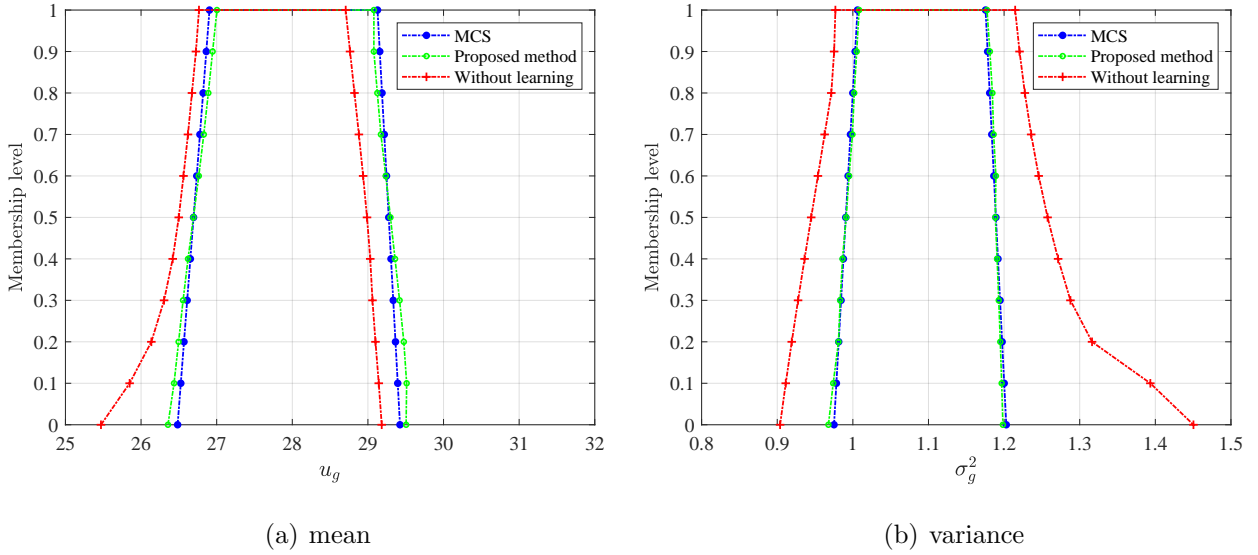 1
0.9
0.8
0.7
0.6
0.5
0.4
0.3
0.2
0.1
0
Membership level
MCS
Proposed method
Without learning
25 26 27 28 29 30 31 32
u_g
(a) mean
1
0.9
0.8
0.7
0.6
0.5
0.4
0.3
0.2
0.1
0
Membership level
MCS
Proposed method
Without learning
0.8 0.9 1 1.1 1.2 1.3 1.4 1.5
σ_g^2
(b) variance